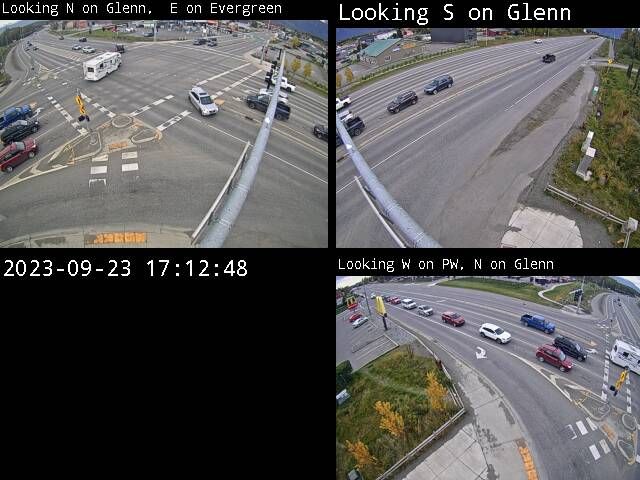 Looking N on Glenn,  E on Evergreen
Looking S on Glenn
2023-09-23 17:12:48
Looking W on PW, N on Glenn